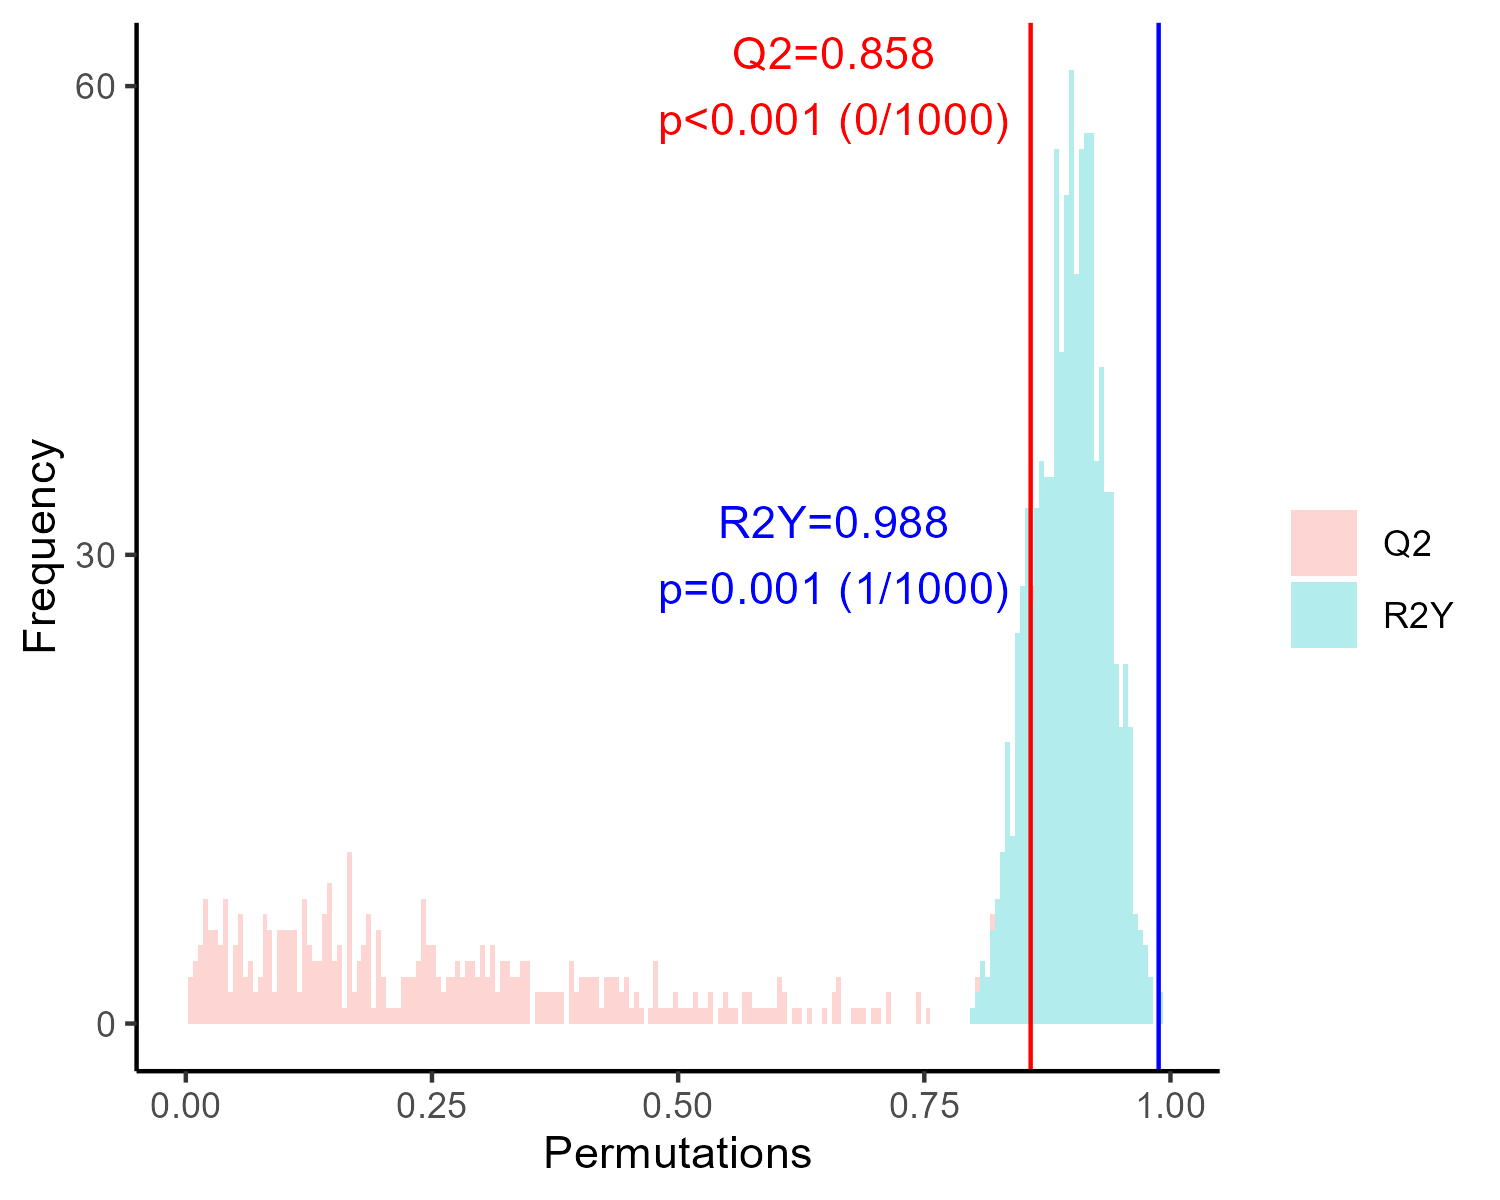 Q2=0.858
p<0.001 (0/1000)
R2Y=0.988
p=0.001 (1/1000)
60
30
0
Frequency
0.00
0.25
0.50
0.75
1.00
Permutations
Q2
R2Y